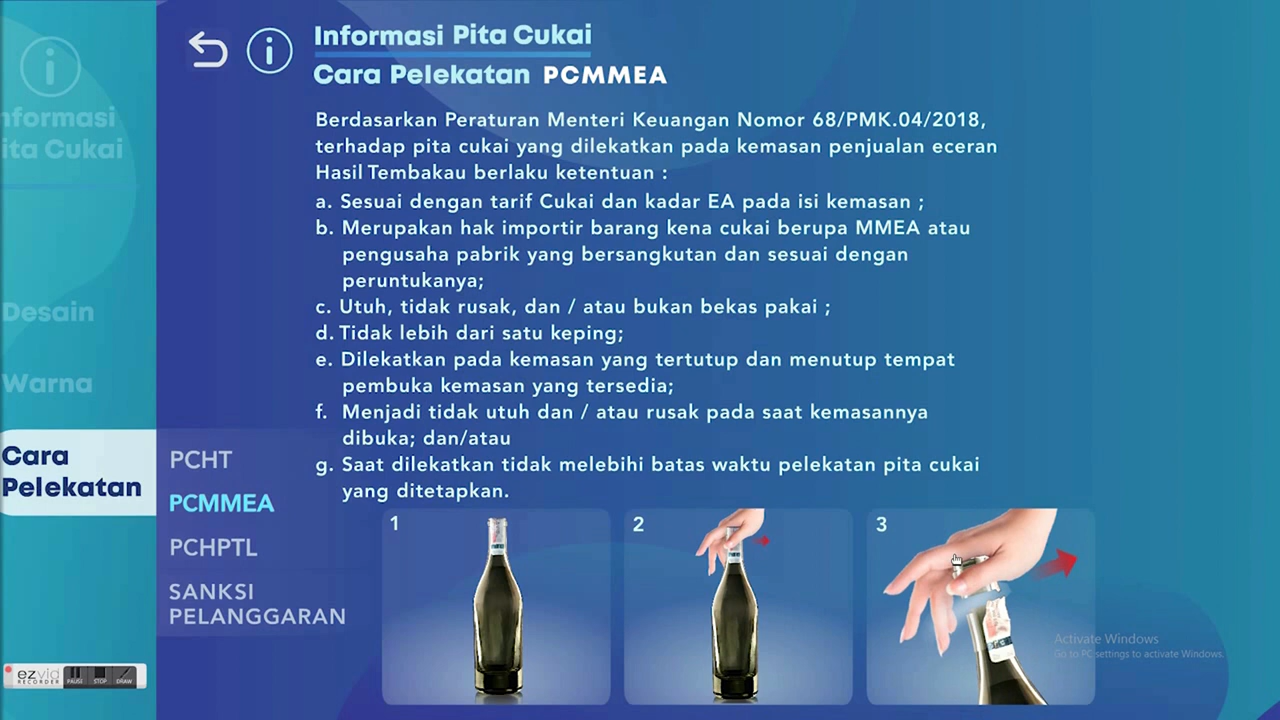 Informasi
Pita Cukai
Desain
Warna
Cara
Pelekatan
PCHT
PCMMEA
PCHPTL
SANKSI
PELANGGARAN
Informasi Pita Cukai
Cara Pelekatan PCMMEA
Berdasarkan Peraturan Menteri Keuangan Nomor 68/PMK.04/2018,
terhadap pita cukai yang dilekatkan pada kemasan penjualan eceran
Hasil Tembakau berlaku ketentuan :
a. Sesuai dengan tarif Cukai dan kadar EA pada isi kemasan ;
b. Merupakan hak importir barang kena cukai berupa MMEA atau
pengusaha pabrik yang bersangkutan dan sesuai dengan
peruntukanya;
c. Utuh, tidak rusak, dan / atau bukan bekas pakai ;
d. Tidak lebih dari satu keping;
e. Dilekatkan pada kemasan yang tertutup dan menutup tempat
pembuka kemasan yang tersedia;
f. Menjadi tidak utuh dan / atau rusak pada saat kemasannya
dibuka; dan/atau
g. Saat dilekatkan tidak melebihi batas waktu pelekatan pita cukai
yang ditetapkan.
1
2
3
Activate Windows
Go to PC settings to activate Windows.
ezvid
RECORDER
PAUSE STOP DRAW